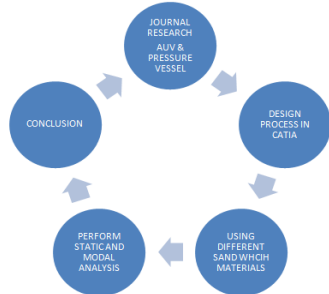 JOURNAL
RESEARCH
AUV &
PRESSURE
VESSEL
DESIGN
PROCESS IN
CATIA
USING
DIFFERENT
SAND WHCIH
MATERIALS
PERFORM
STATIC AND
MODAL
ANALYSIS
CONCLUSION